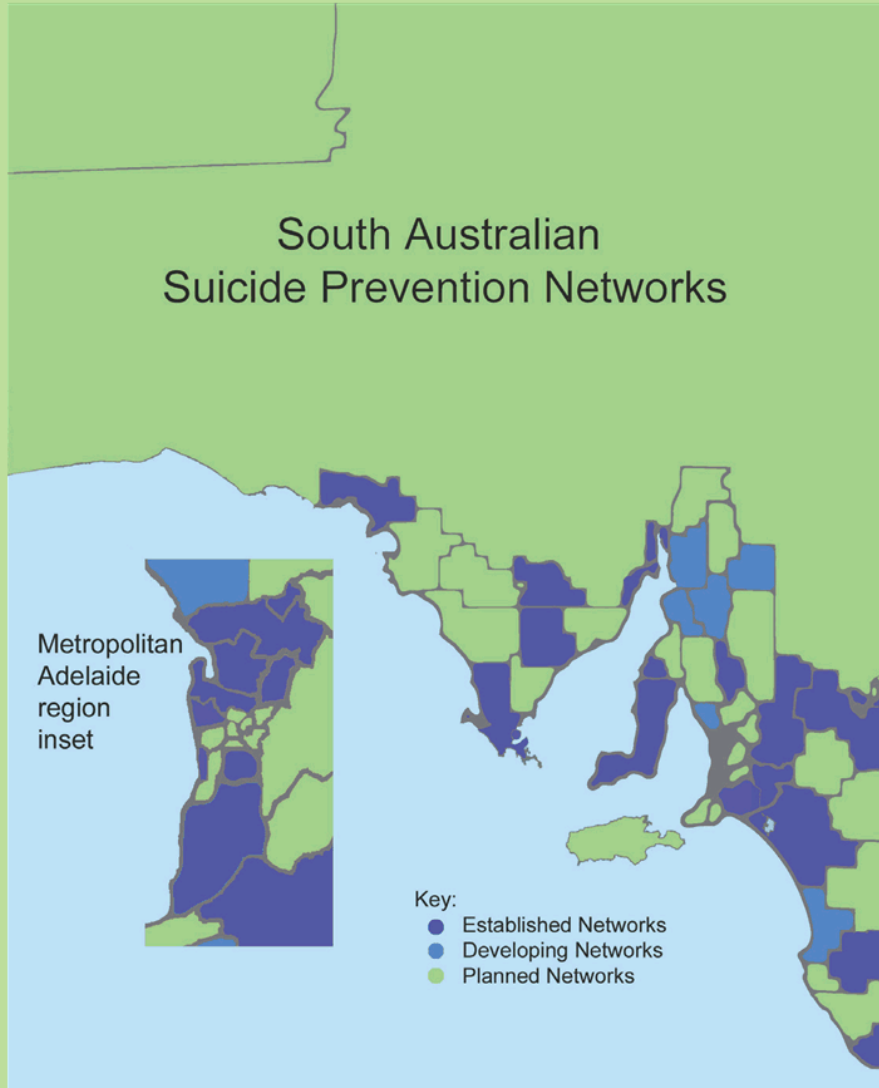 South Australian
Suicide Prevention Networks
Metropolitan
Adelaide
region
inset
Key:
Established Networks
Developing Networks
Planned Networks